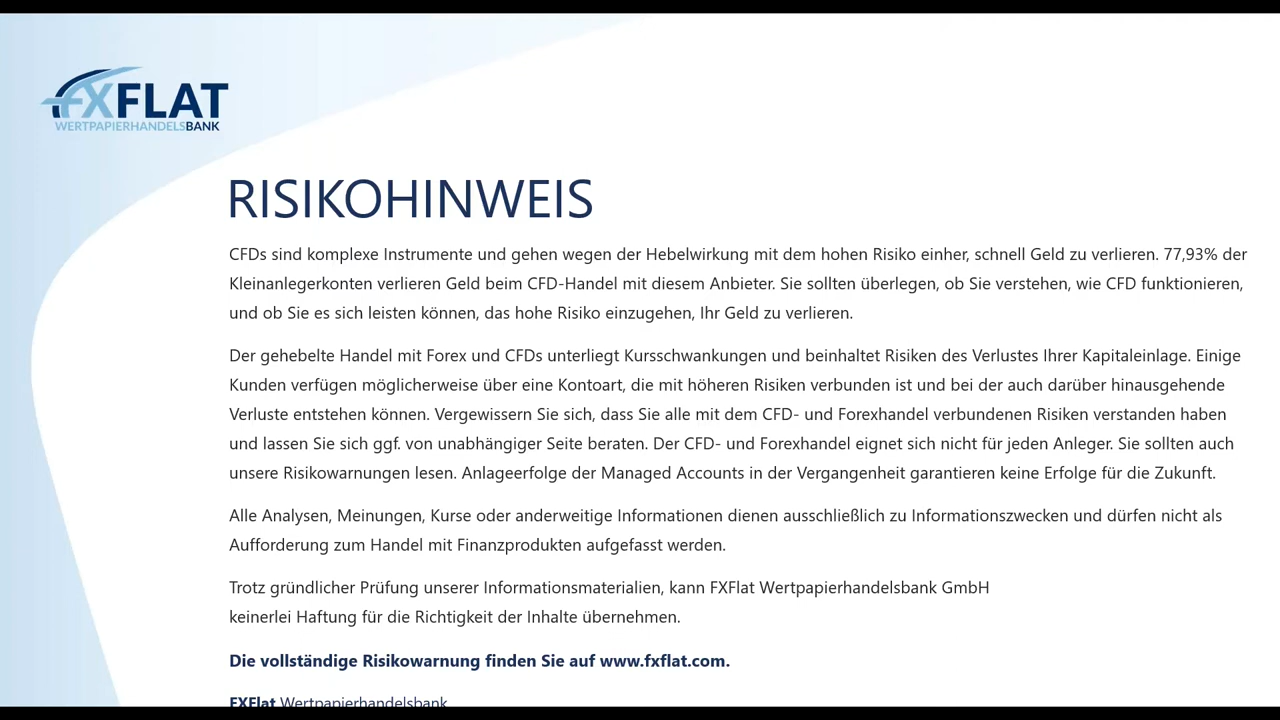 FXFLAT
WERTPAPIERHANDELSBANK
RISIKOHINWEIS
CFDs sind komplexe Instrumente und gehen wegen der Hebelwirkung mit dem hohen Risiko einher, schnell Geld zu verlieren. 77,93% der
Kleinanlegerkonten verlieren Geld beim CFD-Handel mit diesem Anbieter. Sie sollten überlegen, ob Sie verstehen, wie CFD funktionieren,
und ob Sie es sich leisten können, das hohe Risiko einzugehen, Ihr Geld zu verlieren.
Der gehebelte Handel mit Forex und CFDs unterliegt Kursschwankungen und beinhaltet Risiken des Verlustes Ihrer Kapitaleinlage. Einige
Kunden verfügen möglicherweise über eine Kontoart, die mit höheren Risiken verbunden ist und bei der auch darüber hinausgehende
Verluste entstehen können. Vergewissern Sie sich, dass Sie alle mit dem CFD- und Forexhandel verbundenen Risiken verstanden haben
und lassen Sie sich ggf. von unabhängiger Seite beraten. Der CFD- und Forexhandel eignet sich nicht für jeden Anleger. Sie sollten auch
unsere Risikowarnungen lesen. Anlageerfolge der Managed Accounts in der Vergangenheit garantieren keine Erfolge für die Zukunft.
Alle Analysen, Meinungen, Kurse oder anderweitige Informationen dienen ausschließlich zu Informationszwecken und dürfen nicht als
Aufforderung zum Handel mit Finanzprodukten aufgefasst werden.
Trotz gründlicher Prüfung unserer Informationsmaterialien, kann FXFlat Wertpapierhandelsbank GmbH
keinerlei Haftung für die Richtigkeit der Inhalte übernehmen.
Die vollständige Risikowarnung finden Sie auf www.fxflat.com.
FXFlat Wertpapierhandelsbank